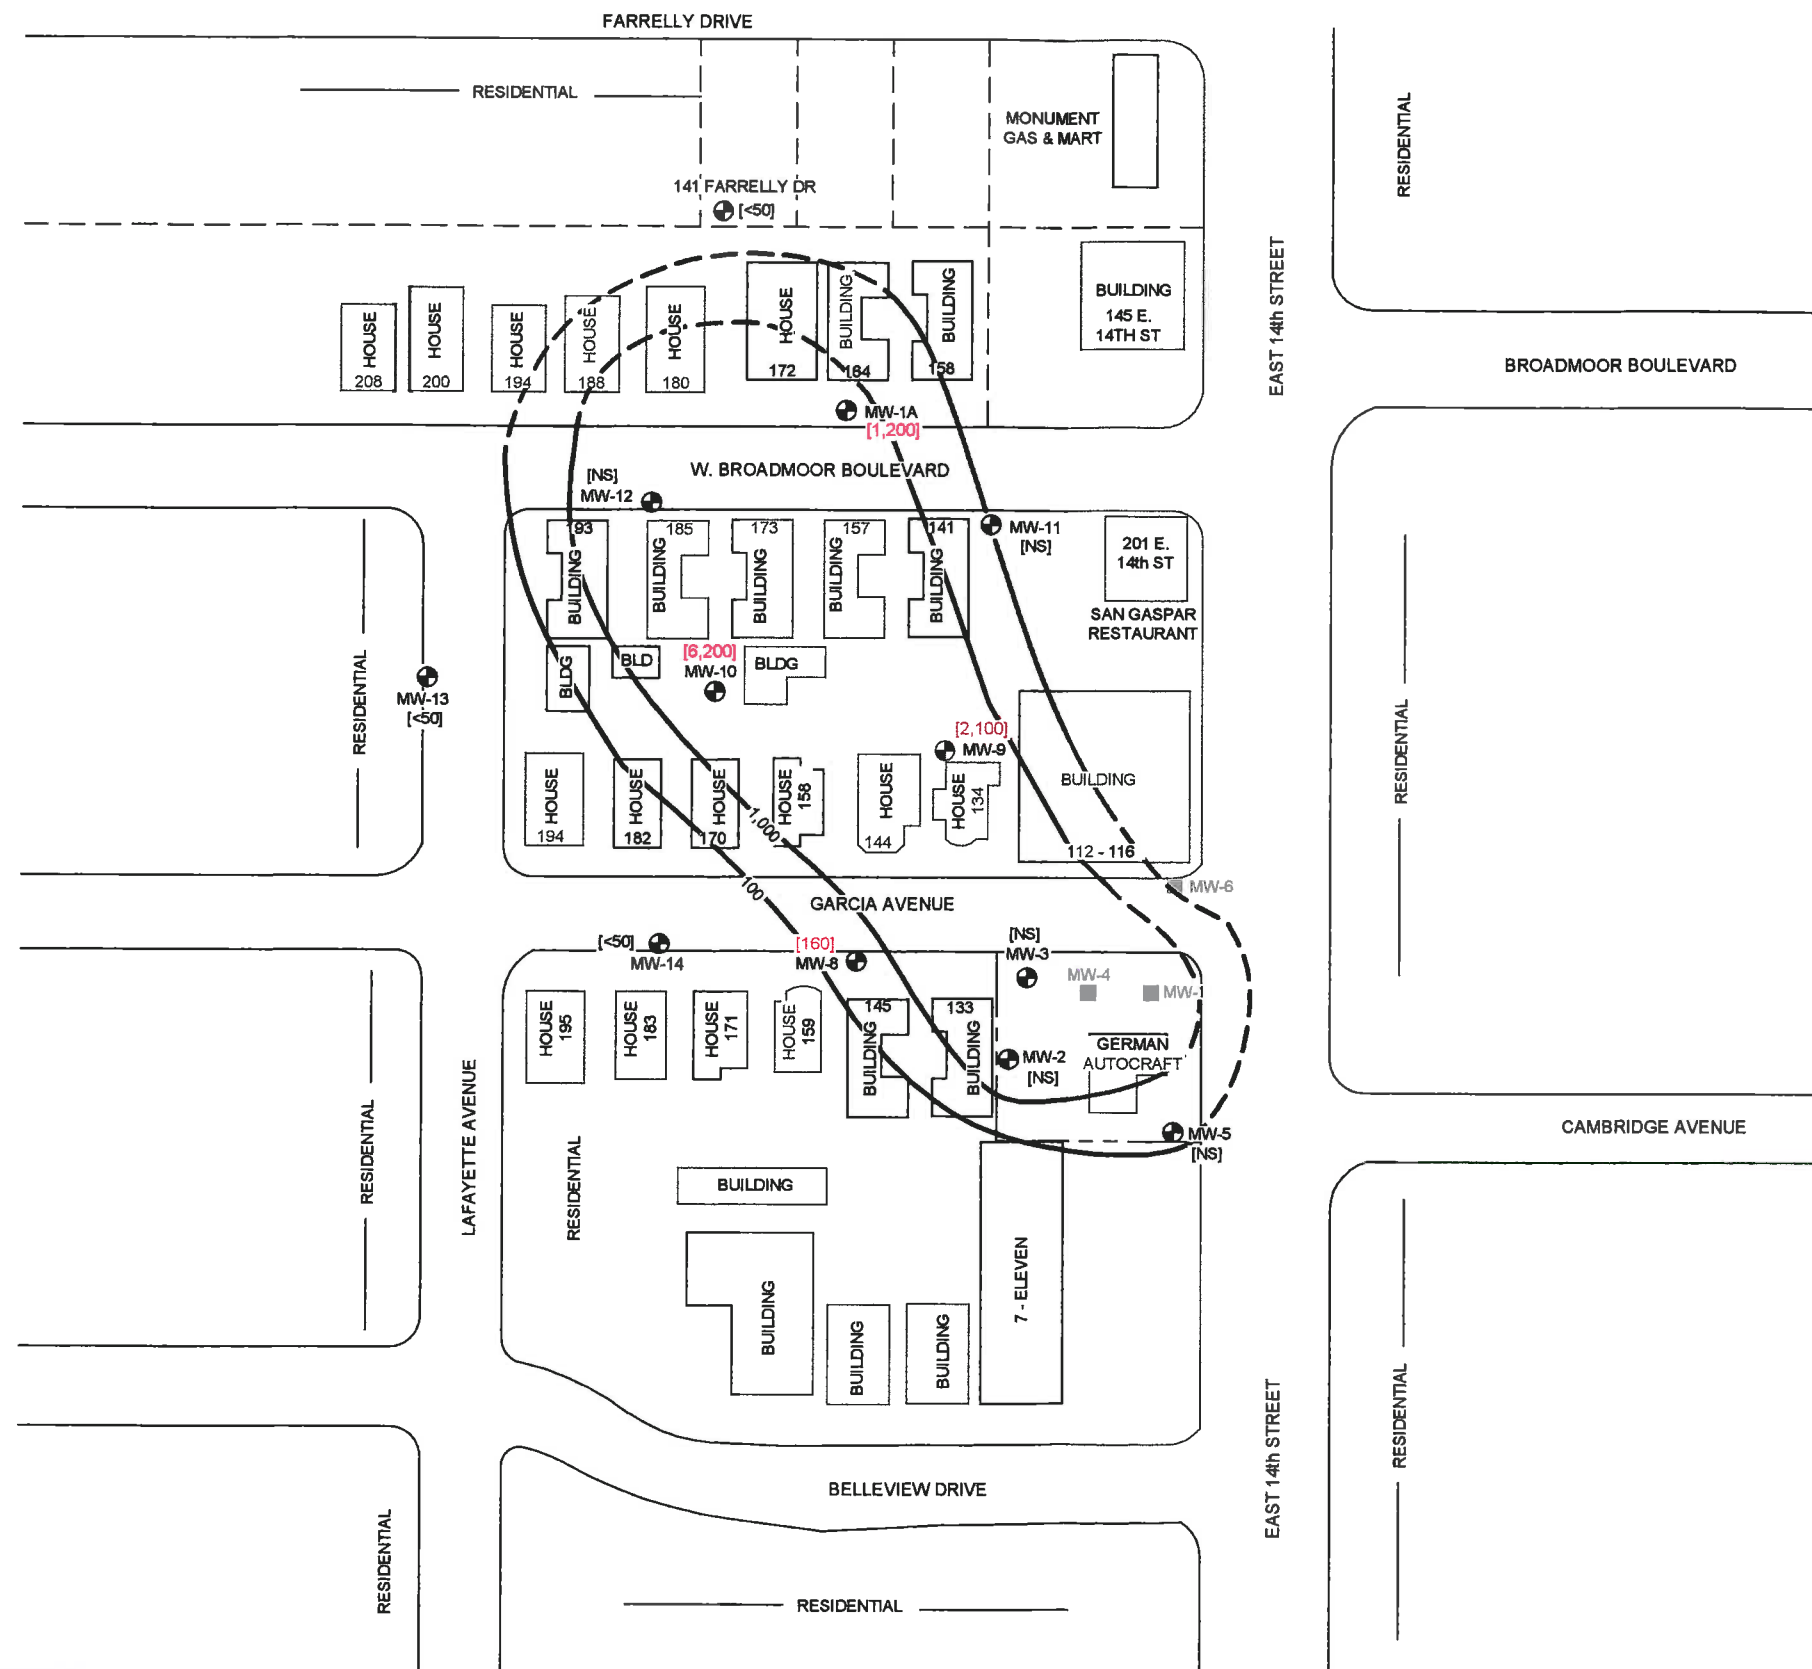 FARRELLY DRIVE
RESIDENTIAL
MONUMENT
GAS & MART
RESIDENTIAL
141 FARRELLY DR
[<50]
EAST 14th STREET
BUILDING
145 E.
14TH ST
HOUSE
208
HOUSE
200
HOUSE
194
HOUSE
188
HOUSE
180
HOUSE
172
BUILDING
164
BUILDING
158
BROADMOOR BOULEVARD
MW-1A
[1,200]
W. BROADMOOR BOULEVARD
[NS]
MW-12
93
BUILDING
185
BUILDING
173
BUILDING
157
BUILDING
141
BUILDING
MW-11
[NS]
201 E.
14th ST
SAN GASPAR
RESTAURANT
BLDG
BLD
[6,200]
MW-10
BLDG
RESIDENTIAL
MW-13
[<50]
RESIDENTIAL
[2,100]
MW-9
BUILDING
112 - 116
HOUSE
194
HOUSE
182
HOUSE
170
HOUSE
158
HOUSE
144
HOUSE
134
1,000
100
MW-6
GARCIA AVENUE
[<50]
MW-14
[160]
MW-8
[NS]
MW-3
MW-4
MW-1
HOUSE
195
HOUSE
183
HOUSE
171
HOUSE
159
145
BUILDING
133
BUILDING
MW-2
[NS]
GERMAN
AUTOCRAFT
MW-5
[NS]
CAMBRIDGE AVENUE
RESIDENTIAL
LAFAYETTE AVENUE
RESIDENTIAL
BUILDING
BUILDING
BUILDING
BUILDING
7 - ELEVEN
EAST 14th STREET
RESIDENTIAL
BELLEVIEW DRIVE
RESIDENTIAL
RESIDENTIAL